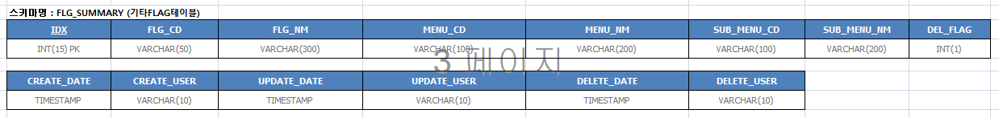 스키마명 : FLG_SUMMARY (기타FLAG테이블)
IDX FLG_CD FLG_NM MENU_CD MENU_NM SUB_MENU_CD SUB_MENU_NM DEL_FLAG
INT(15) PK VARCHAR(50) VARCHAR(300) VARCHAR(100) VARCHAR(200) VARCHAR(100) VARCHAR(200) INT(1)
3 페이지
CREATE_DATE CREATE_USER UPDATE_DATE UPDATE_USER DELETE_DATE DELETE_USER
TIMESTAMP VARCHAR(10) TIMESTAMP VARCHAR(10) TIMESTAMP VARCHAR(10)